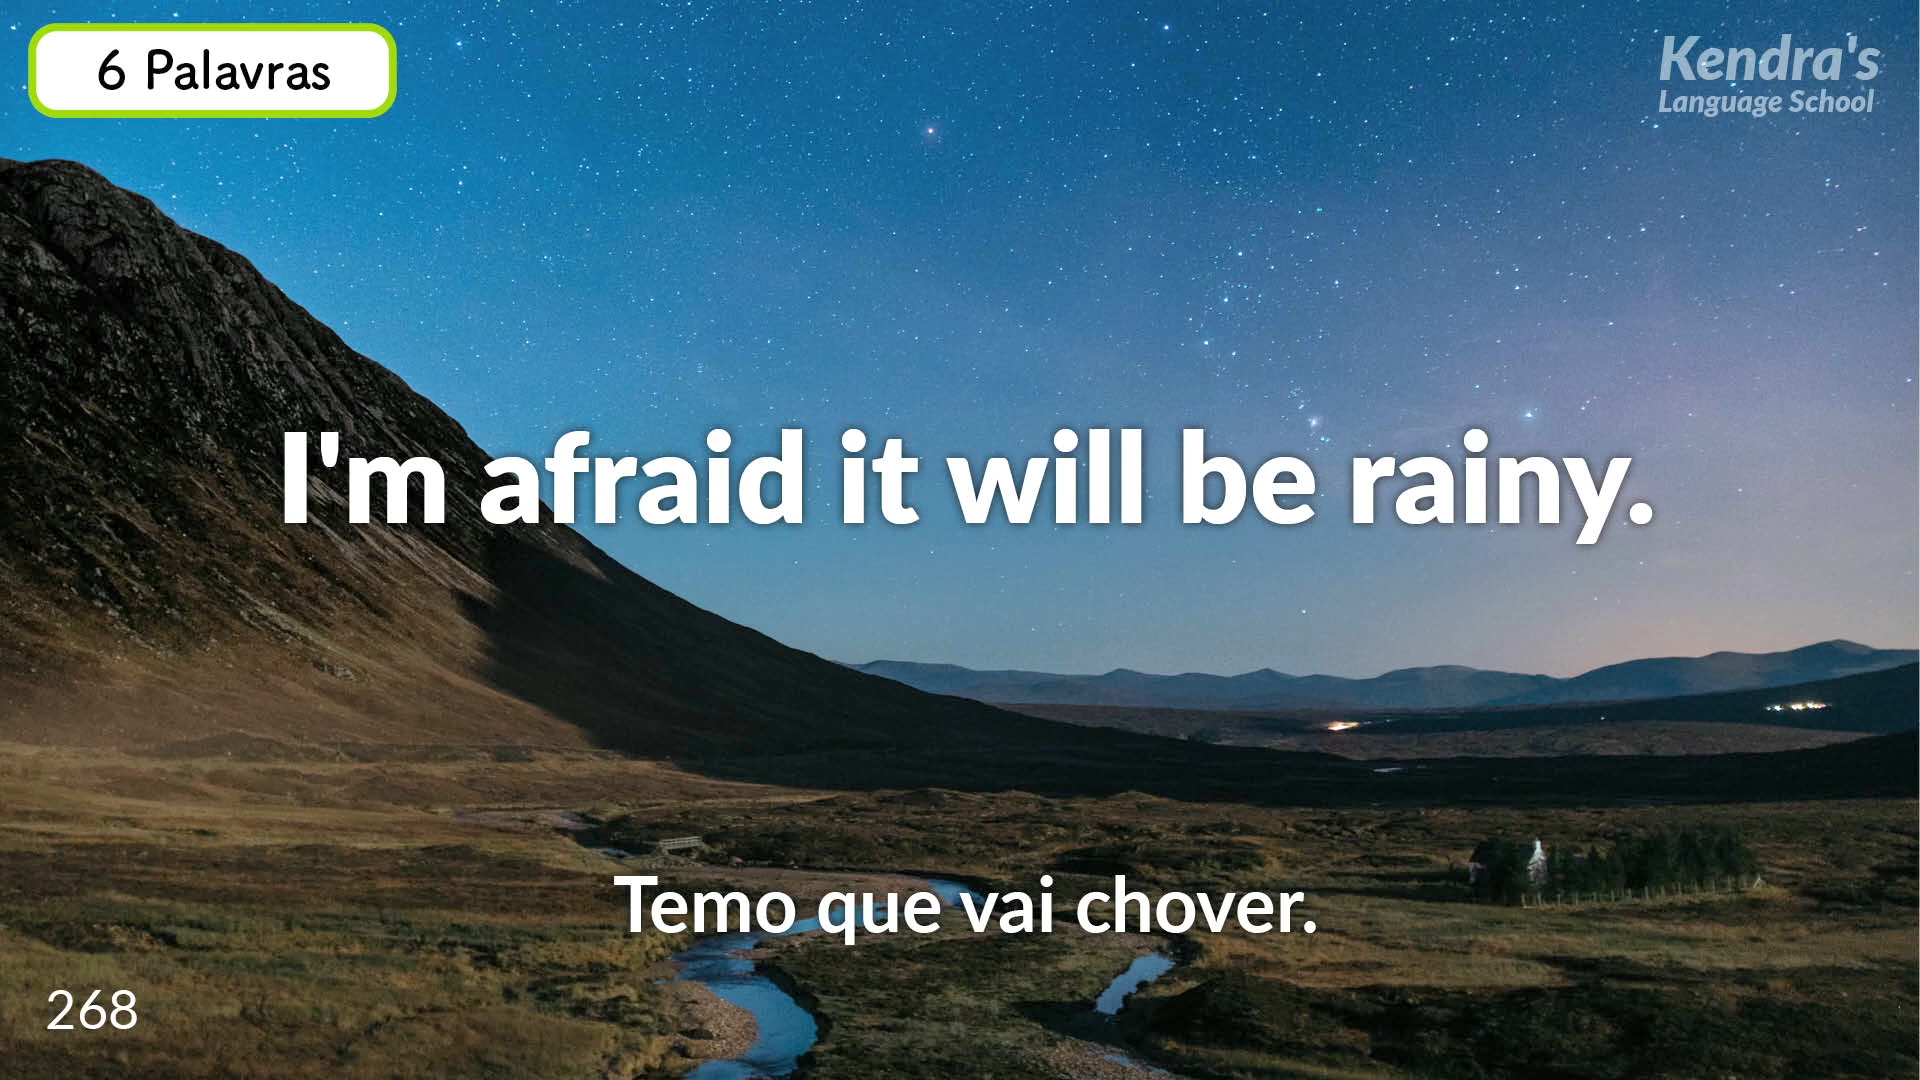 6 Palavras
Kendra's
Language School
I'm afraid it will be rainy.
Temo que vai chover.
268